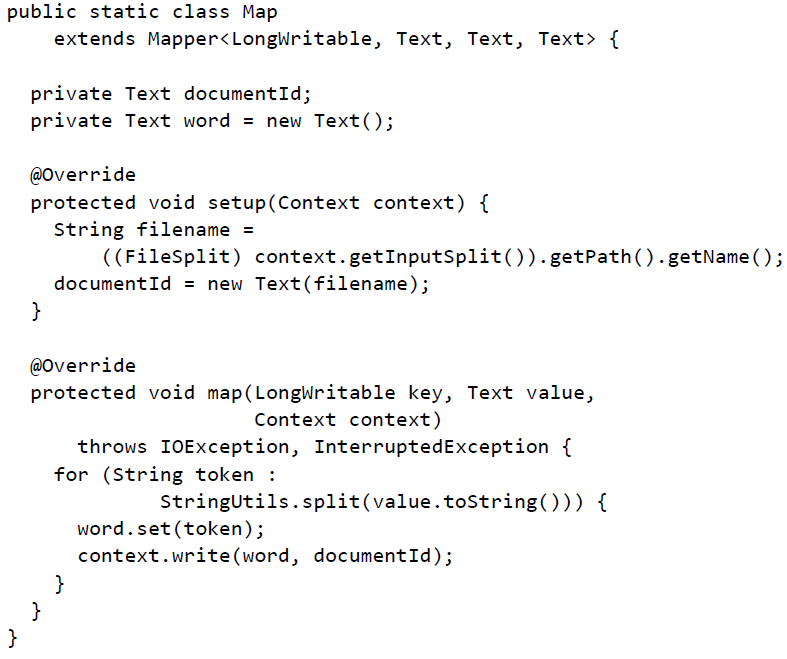 public static class Map
    extends Mapper<LongWritable, Text, Text, Text> {

  private Text documentId;
  private Text word = new Text();

  @Override
  protected void setup(Context context) {
    String filename =
        ((FileSplit) context.getInputSplit()).getPath().getName();
    documentId = new Text(filename);
  }

  @Override
  protected void map(LongWritable key, Text value,
                     Context context)
      throws IOException, InterruptedException {
    for (String token :
             StringUtils.split(value.toString())) {
      word.set(token);
      context.write(word, documentId);
    }
  }
}